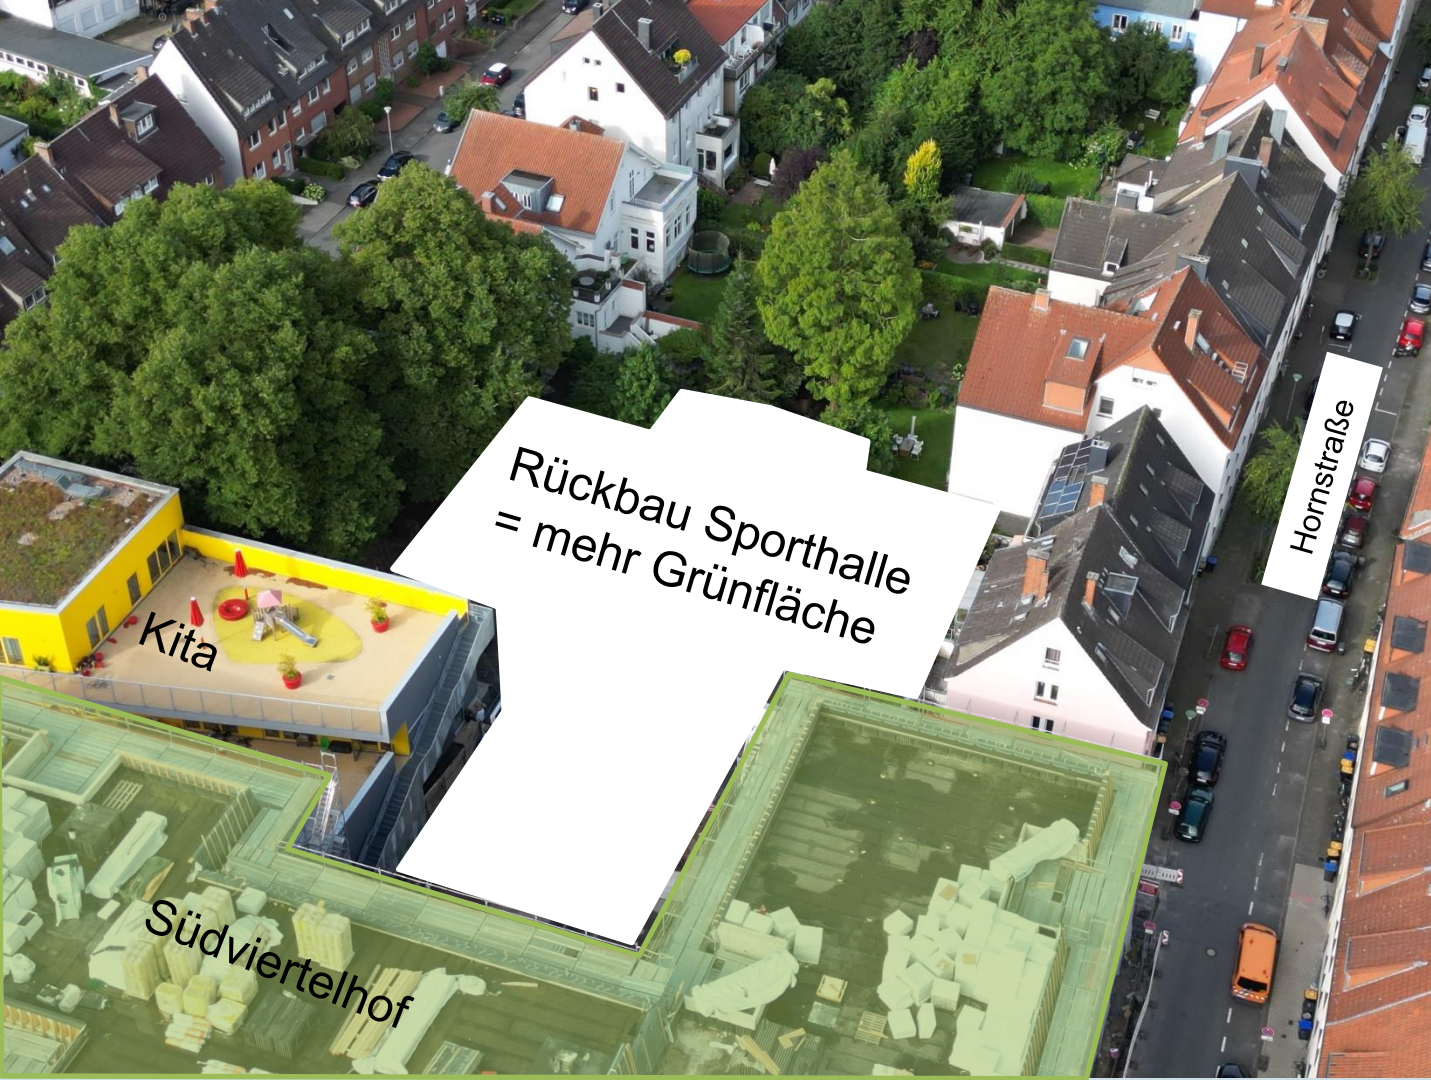 Rückbau Sporthalle
= mehr Grünfläche
Hornstraße
Kita
Südviertelhof